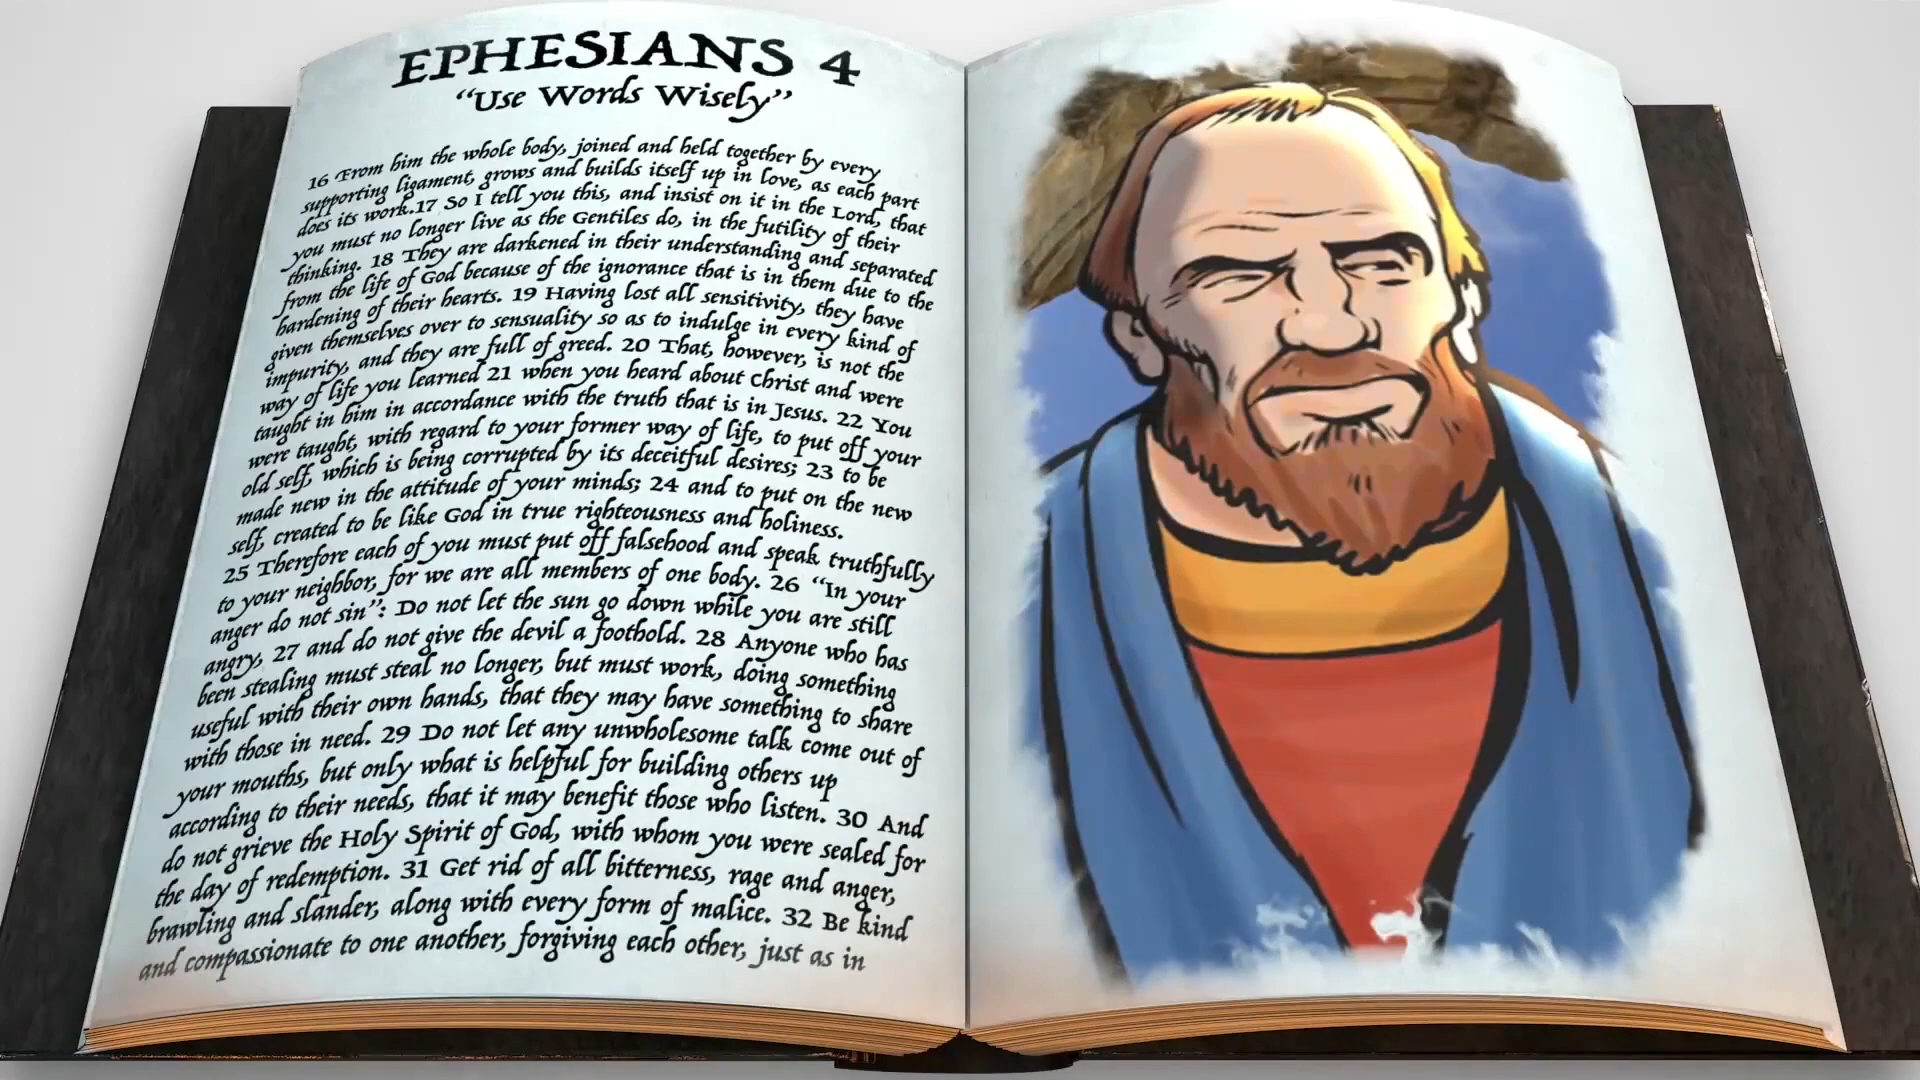 EPHESIANS 4
“Use Words Wisely”
16 From him the whole body, joined and held together by every
supporting ligament, grows and builds itself up in love, as each part
does its work.17 So I tell you this, and insist on it in the Lord, that
you must no longer live as the Gentiles do, in the futility of their
thinking. 18 They are darkened in their understanding and separated
from the life of God because of the ignorance that is in them due to the
hardening of their hearts. 19 Having lost all sensitivity, they have
given themselves over to sensuality so as to indulge in every kind of
impurity, and they are full of greed. 20 That, however, is not the
way of life you learned 21 when you heard about Christ and were
taught in him in accordance with the truth that is in Jesus. 22 You
were taught, with regard to your former way of life, to put off your
old self, which is being corrupted by its deceitful desires; 23 to be
made new in the attitude of your minds; 24 and to put on the new
self, created to be like God in true righteousness and holiness.
25 Therefore each of you must put off falsehood and speak truthfully
to your neighbor, for we are all members of one body. 26 “In your
anger do not sin”: Do not let the sun go down while you are still
angry, 27 and do not give the devil a foothold. 28 Anyone who has
been stealing must steal no longer, but must work, doing something
useful with their own hands, that they may have something to share
with those in need. 29 Do not let any unwholesome talk come out of
your mouths, but only what is helpful for building others up
according to their needs, that it may benefit those who listen. 30 And
do not grieve the Holy Spirit of God, with whom you were sealed for
the day of redemption. 31 Get rid of all bitterness, rage and anger,
brawling and slander, along with every form of malice. 32 Be kind
and compassionate to one another, forgiving each other, just as in